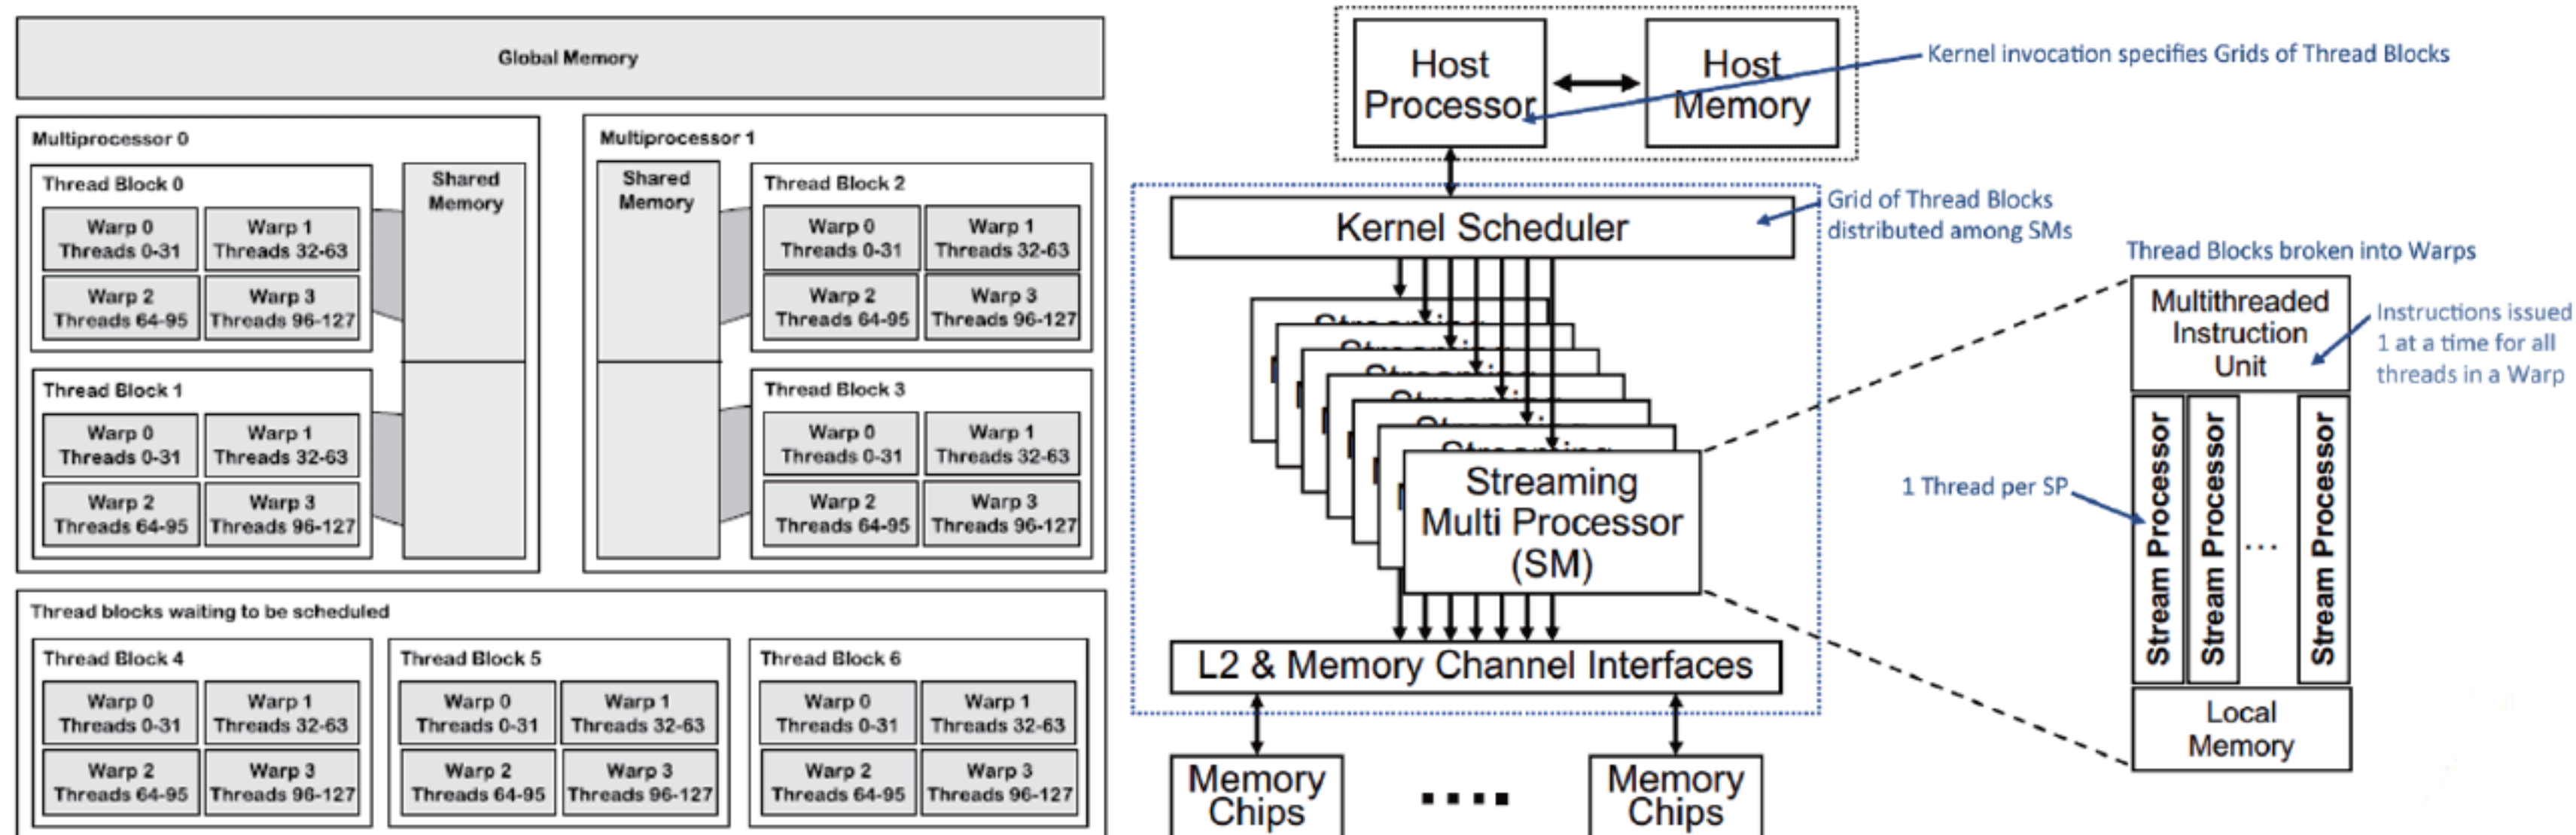 Global Memory
Multiprocessor 0
Thread Block 0
Warp 0
Threads 0-31
Warp 1
Threads 32-63
Warp 2
Threads 64-95
Warp 3
Threads 96-127
Shared
Memory
Thread Block 1
Warp 0
Threads 0-31
Warp 1
Threads 32-63
Warp 2
Threads 64-95
Warp 3
Threads 96-127
Multiprocessor 1
Shared
Memory
Thread Block 2
Warp 0
Threads 0-31
Warp 1
Threads 32-63
Warp 2
Threads 64-95
Warp 3
Threads 96-127
Thread Block 3
Warp 0
Threads 0-31
Warp 1
Threads 32-63
Warp 2
Threads 64-95
Warp 3
Threads 96-127
Thread blocks waiting to be scheduled
Thread Block 4
Warp 0
Threads 0-31
Warp 1
Threads 32-63
Warp 2
Threads 64-95
Warp 3
Threads 96-127
Thread Block 5
Warp 0
Threads 0-31
Warp 1
Threads 32-63
Warp 2
Threads 64-95
Warp 3
Threads 96-127
Thread Block 6
Warp 0
Threads 0-31
Warp 1
Threads 32-63
Warp 2
Threads 64-95
Warp 3
Threads 96-127
Host
Processor
Host
Memory
Kernel invocation specifies Grids of Thread Blocks
Kernel Scheduler
Grid of Thread Blocks
distributed among SMs
Streaming
Streaming
Streaming
Streaming
Streaming
Streaming
Streaming
Multi Processor
(SM)
L2 & Memory Channel Interfaces
Memory
Chips
Memory
Chips
Thread Blocks broken into Warps
Multithreaded
Instruction
Unit
Instructions issued
1 at a time for all
threads in a Warp
1 Thread per SP
Stream Processor
Stream Processor
...
Stream Processor
Local
Memory